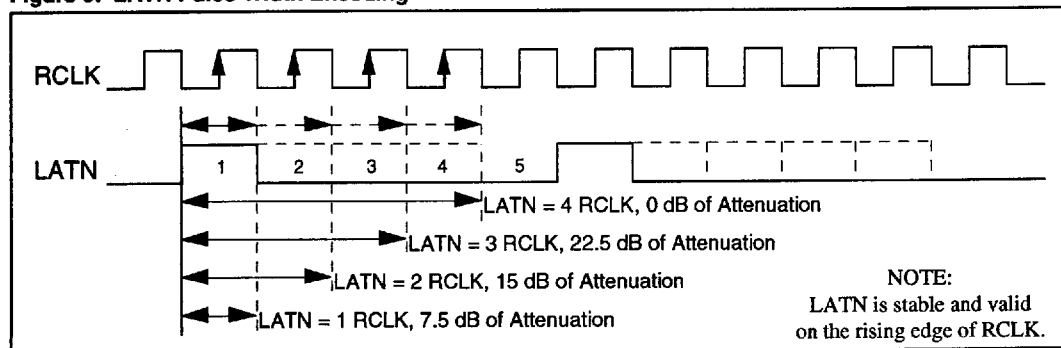 RCLK
LATN
1 2 3 4 5
LATN = 4 RCLK, 0 dB of Attenuation
LATN = 3 RCLK, 22.5 dB of Attenuation
LATN = 2 RCLK, 15 dB of Attenuation
LATN = 1 RCLK, 7.5 dB of Attenuation
NOTE:
LATN is stable and valid
on the rising edge of RCLK.